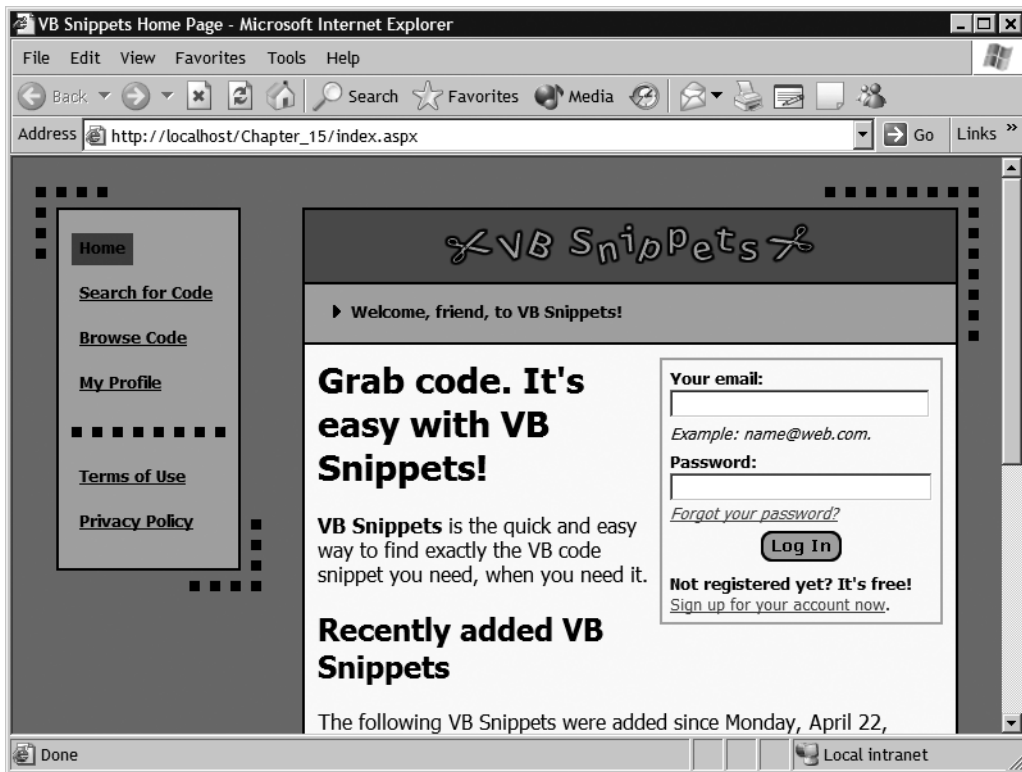 VB Snippets Home Page - Microsoft Internet Explorer
File Edit View Favorites Tools Help
Back Search Favorites Media
Address http://localhost/Chapter_15/index.aspx Go Links »
Home
Search for Code
Browse Code
My Profile
Terms of Use
Privacy Policy
VB Snippets
Welcome, friend, to VB Snippets!
Grab code. It's
easy with VB
Snippets!
VB Snippets is the quick and easy
way to find exactly the VB code
snippet you need, when you need it.
Your email:
Example: name@web.com.
Password:
Forgot your password?
Log In
Not registered yet? It's free!
Sign up for your account now.
Recently added VB
Snippets
The following VB Snippets were added since Monday, April 22,
Done Local intranet